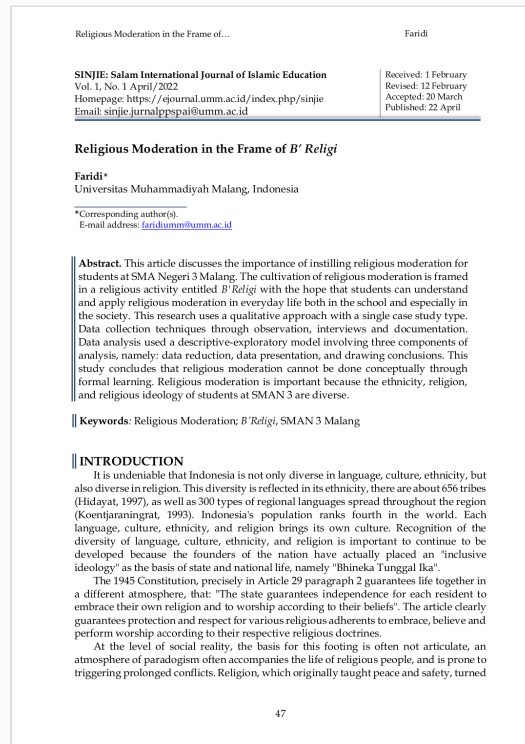 Religious Moderation in the Frame of…
Faridi
SINJIE: Salam International Journal of Islamic Education
Vol. 1, No. 1 April/2022
Homepage: https://ejournal.umm.ac.id/index.php/sinjie
Email: sinjie.jurnalppspai@umm.ac.id
Received: 1 February
Revised: 12 February
Accepted: 20 March
Published: 22 April
Religious Moderation in the Frame of B' Religi
Faridi*
Universitas Muhammadiyah Malang, Indonesia
*Corresponding author(s).
E-mail address: faridiumm@umm.ac.id
Abstract. This article discusses the importance of instilling religious moderation for
students at SMA Negeri 3 Malang. The cultivation of religious moderation is framed
in a religious activity entitled B'Religi with the hope that students can understand
and apply religious moderation in everyday life both in the school and especially in
the society. This research uses a qualitative approach with a single case study type.
Data collection techniques through observation, interviews and documentation.
Data analysis used a descriptive-exploratory model involving three components of
analysis, namely: data reduction, data presentation, and drawing conclusions. This
study concludes that religious moderation cannot be done conceptually through
formal learning. Religious moderation is important because the ethnicity, religion,
and religious ideology of students at SMAN 3 are diverse.
Keywords: Religious Moderation; B'Religi, SMAN 3 Malang
INTRODUCTION
It is undeniable that Indonesia is not only diverse in language, culture, ethnicity, but
also diverse in religion. This diversity is reflected in its ethnicity, there are about 656 tribes
(Hidayat, 1997), as well as 300 types of regional languages spread throughout the region
(Koentjaraningrat, 1993). Indonesia's population ranks fourth in the world. Each
language, culture, ethnicity, and religion brings its own culture. Recognition of the
diversity of language, culture, ethnicity, and religion is important to continue to be
developed because the founders of the nation have actually placed an "inclusive
ideology" as the basis of state and national life, namely "Bhineka Tunggal Ika".
The 1945 Constitution, precisely in Article 29 paragraph 2 guarantees life together in
a different atmosphere, that: "The state guarantees independence for each resident to
embrace their own religion and to worship according to their beliefs". The article clearly
guarantees protection and respect for various religious adherents to embrace, believe and
perform worship according to their respective religious doctrines.
At the level of social reality, the basis for this footing is often not articulate, an
atmosphere of paradogism often accompanies the life of religious people, and is prone to
triggering prolonged conflicts. Religion, which originally taught peace and safety, turned
47